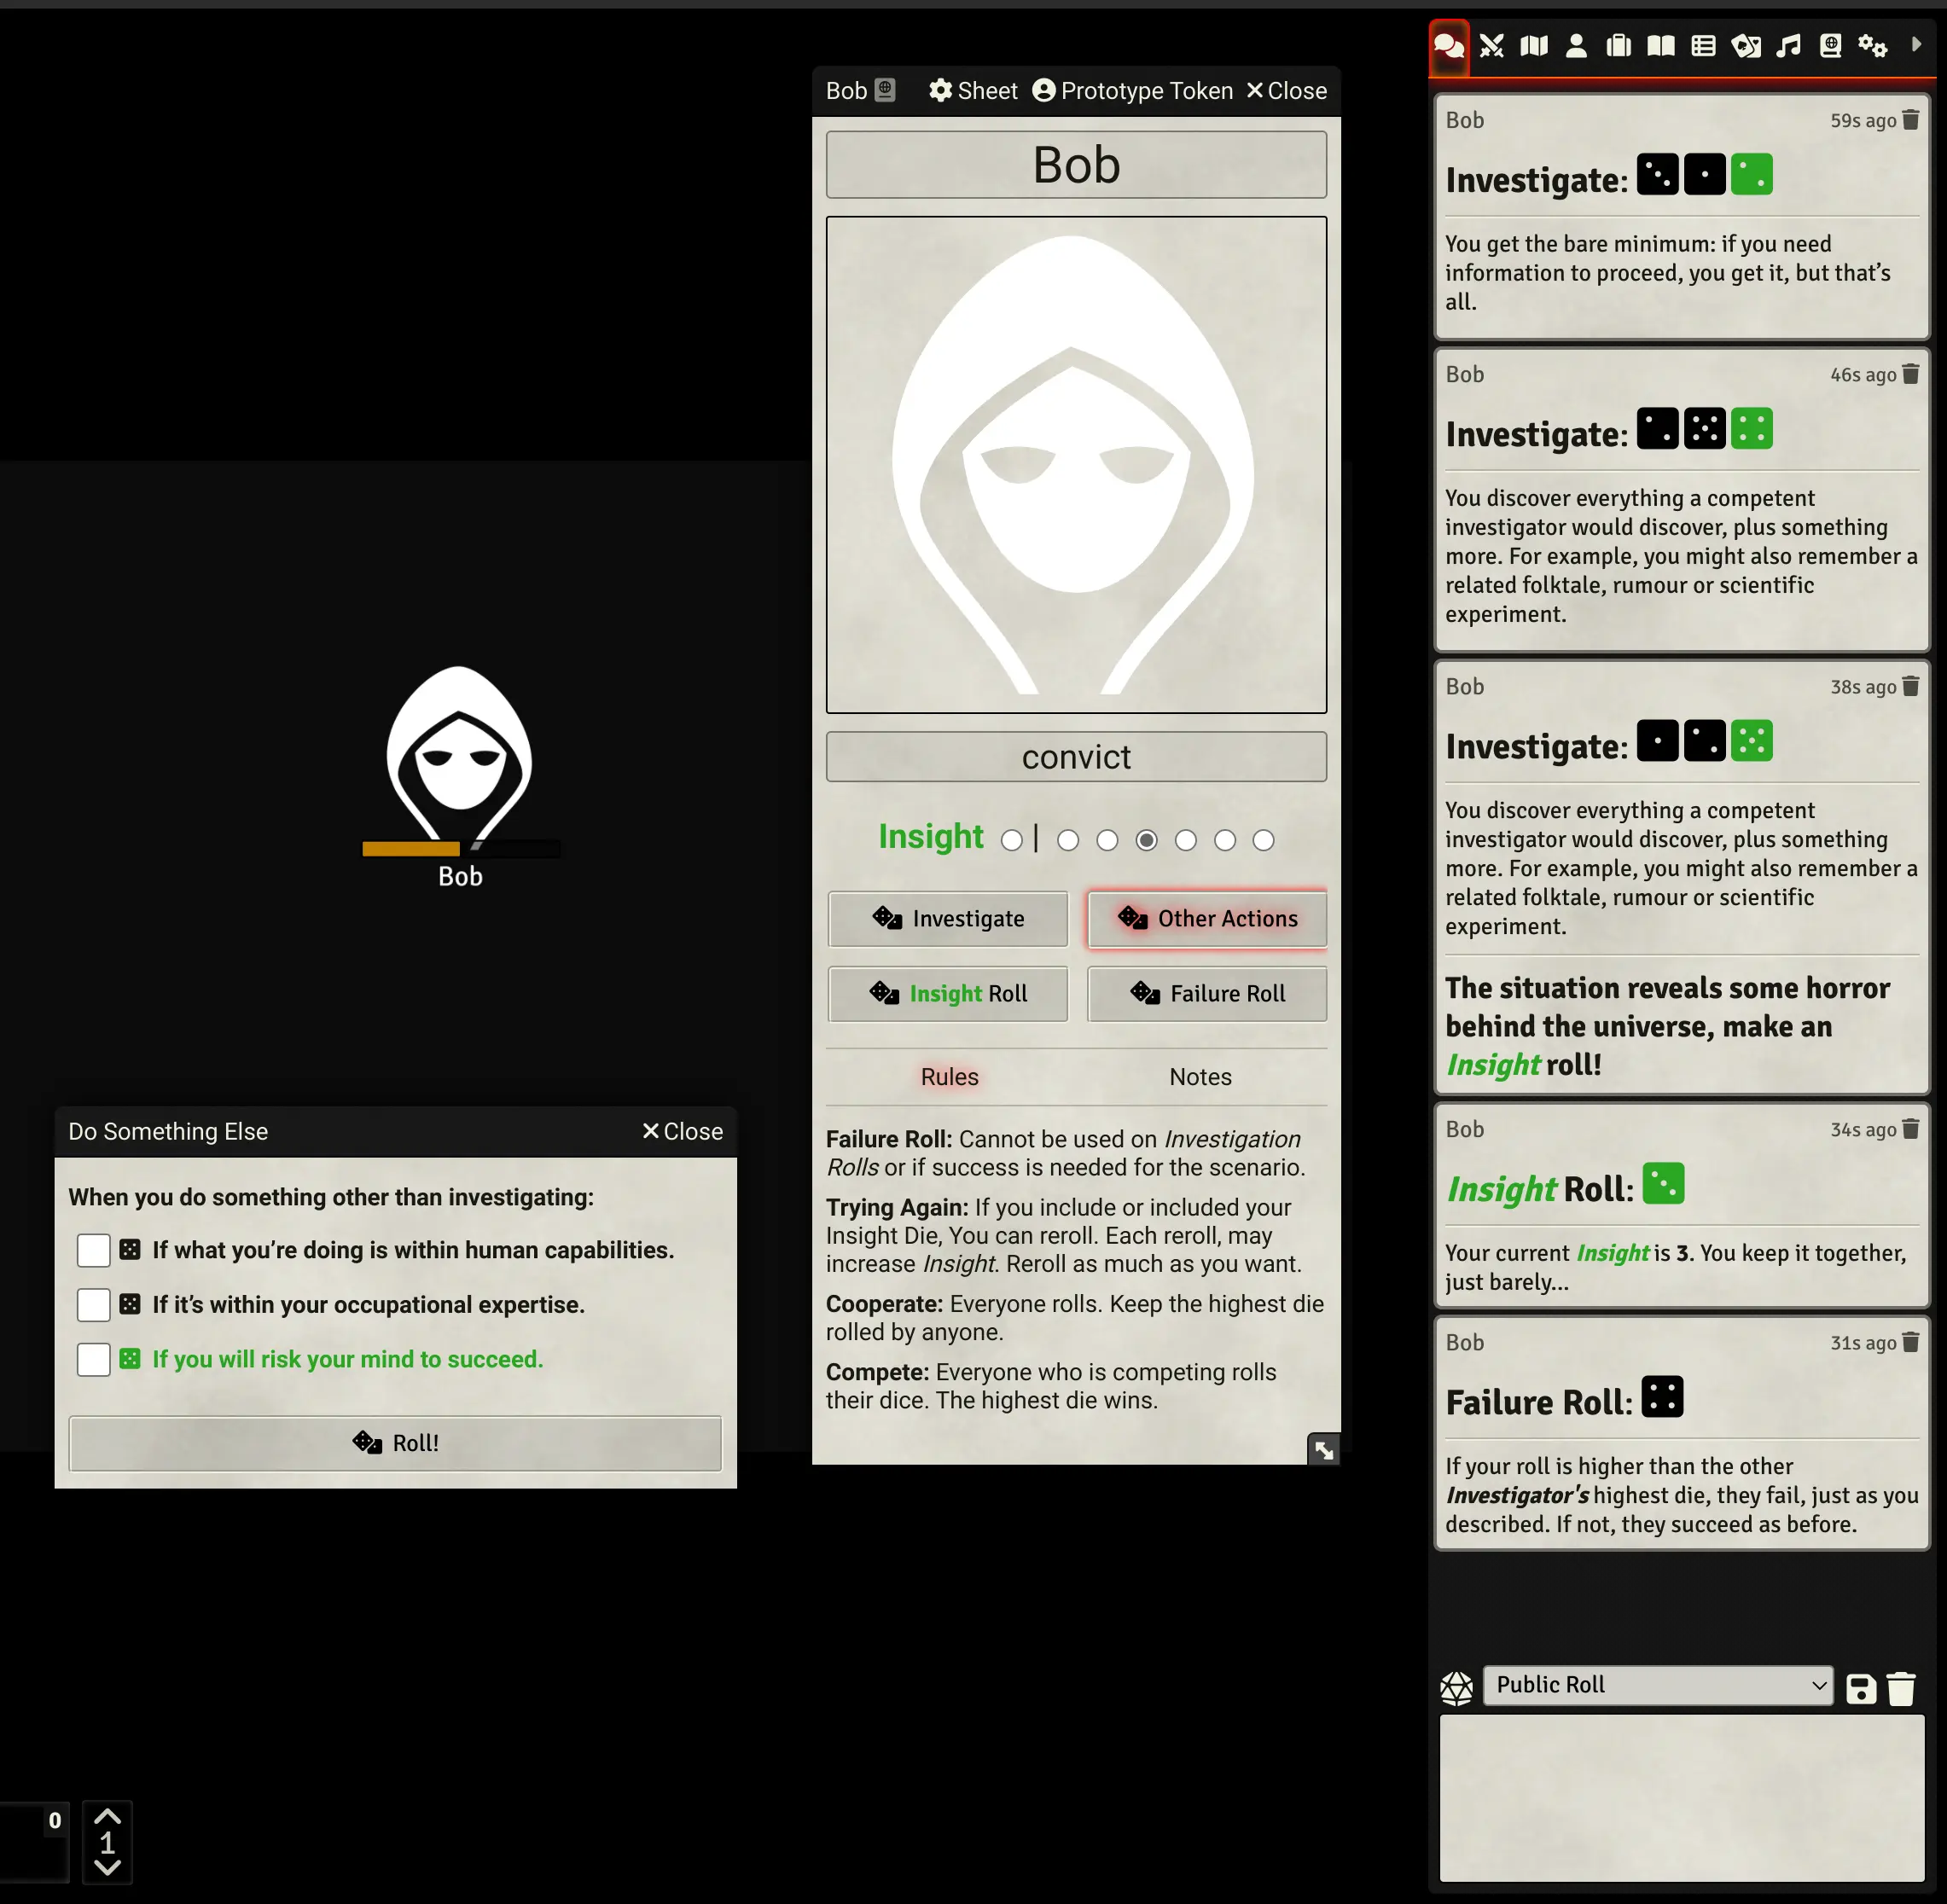 Bob
Do Something Else
Close
When you do something other than investigating:
If what you’re doing is within human capabilities.
If it’s within your occupational expertise.
If you will risk your mind to succeed.
Roll!
0
1
Bob
Sheet
Prototype Token
Close
Bob
convict
Insight
Investigate
Other Actions
Insight Roll
Failure Roll
Rules
Notes
Failure Roll: Cannot be used on Investigation
Rolls or if success is needed for the scenario.
Trying Again: If you include or included your
Insight Die, You can reroll. Each reroll, may
increase Insight. Reroll as much as you want.
Cooperate: Everyone rolls. Keep the highest die
rolled by anyone.
Compete: Everyone who is competing rolls
their dice. The highest die wins.
Bob
59s ago
Investigate:
You get the bare minimum: if you need
information to proceed, you get it, but that’s
all.
Bob
46s ago
Investigate:
You discover everything a competent
investigator would discover, plus something
more. For example, you might also remember a
related folktale, rumour or scientific
experiment.
Bob
38s ago
Investigate:
You discover everything a competent
investigator would discover, plus something
more. For example, you might also remember a
related folktale, rumour or scientific
experiment.
The situation reveals some horror
behind the universe, make an
Insight roll!
Bob
34s ago
Insight Roll:
Your current Insight is 3. You keep it together,
just barely…
Bob
31s ago
Failure Roll:
If your roll is higher than the other
Investigator's highest die, they fail, just as you
described. If not, they succeed as before.
Public Roll